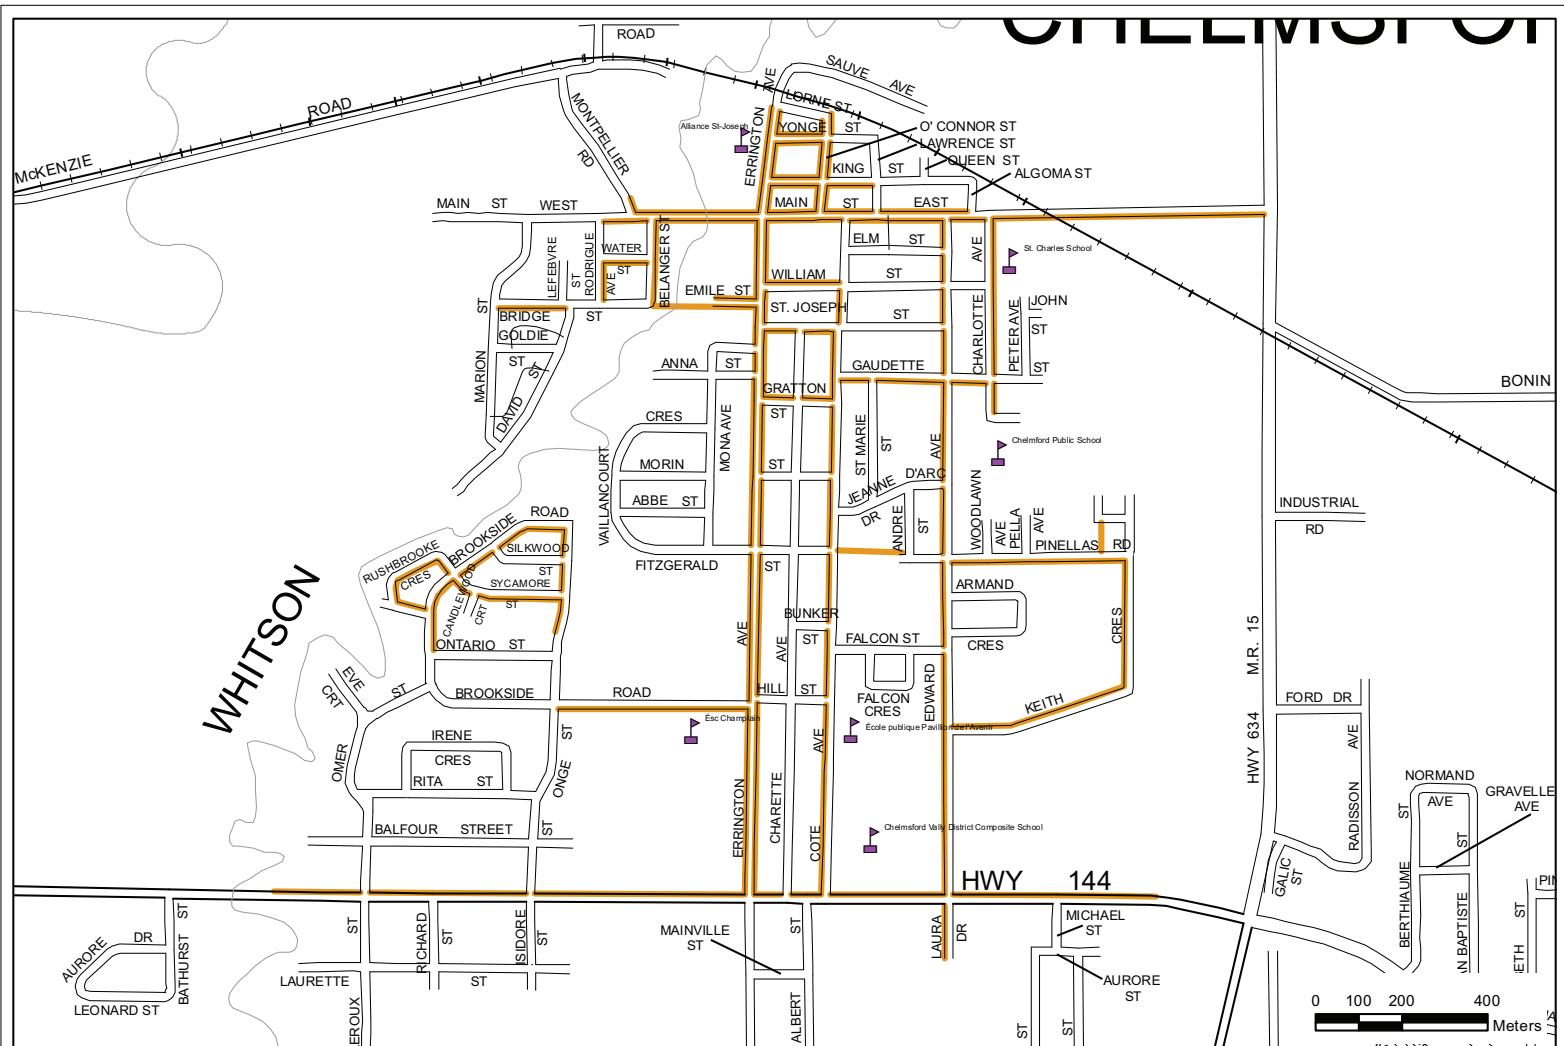 ROAD
SAUVE AVE
ROAD
AVE
LORNE ST
MONTPELLIER RD
Alliance St-Joseph
YONGE ST
O' CONNOR ST
LAWRENCE ST
QUEEN ST
ALGOMA ST
McKENZIE
ERRINGTON
KING ST
MAIN ST WEST
MAIN ST EAST
LEFEBVRE ST
RODRIGUE AVE
WATER ST
BELANGER ST
ELM ST
AVE
St. Charles School
WILLIAM ST
EMILE ST
ST. JOSEPH ST
CHARLOTTE
PETER AVE
JOHN ST
ST
BRIDGE ST
GOLDIE ST
MARION ST
DAVID ST
ANNA ST
GAUDETTE ST
BONIN
GRATTON ST
CRES
MONA AVE
ST MARIE ST
AVE
Chelmford Public School
VAILLANCOURT
MORIN ST
JEANNE D'ARC DR
ABBE ST
ANDRE ST
WOODLAWN AVE
PELLA AVE
INDUSTRIAL RD
ROAD
BROOKSIDE
SILKWOOD ST
RUSHBROOKE CRES
SYCAMORE ST
CANDLEWOOD CRT
FITZGERALD ST
PINELLAS RD
ARMAND CRES
CRES
WHITSON
BUNKER ST
ONTARIO ST
AVE
AVE
FALCON ST
M.R. 15
EVE CRT
ST
BROOKSIDE ROAD
HILL ST
FALCON CRES
EDWARD
KEITH
FORD DR
Ésc Champlain
École publique Pavillion de l'Avenir
OMER
IRENE CRES
RITA ST
ST ONGE
AVE
HWY 634
AVE
NORMAND AVE
GRAVELLE AVE
BALFOUR STREET
ST
ERRINGTON
CHARETTE
COTE
Chelmsford Vally District Composite School
RADISSON
ST
ST
GALIC ST
BERTHIAUME
HWY 144
AURORE DR
BATHURST ST
LEONARD ST
ST
RICHARD ST
ISIDORE ST
LAURETTE ST
MAINVILLE ST
ST
ALBERT
LAURA DR
MICHAEL ST
AURORE ST
ST
ST
ST
0 100 200 400
Meters